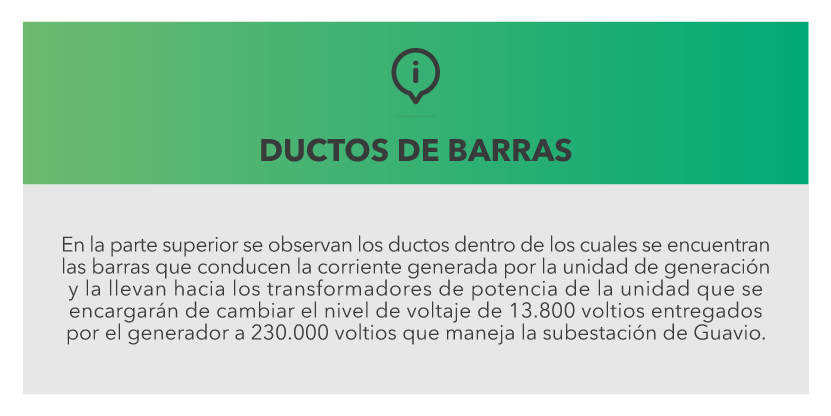 DUCTOS DE BARRAS
En la parte superior se observan los ductos dentro de los cuales se encuentran
las barras que conducen la corriente generada por la unidad de generación
y la llevan hacia los transformadores de potencia de la unidad que se
encargarán de cambiar el nivel de voltaje de 13.800 voltios entregados
por el generador a 230.000 voltios que maneja la subestación de Guavio.